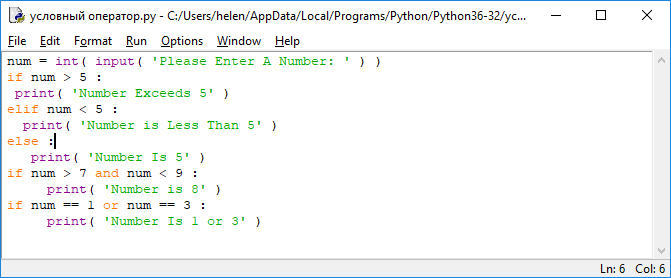 условный оператор.py - C:/Users/helen/AppData/Local/Programs/Python/Python36-32/ус...
File Edit Format Run Options Window Help
num = int( input( 'Please Enter A Number: ' ) )
if num > 5 :
 print( 'Number Exceeds 5' )
elif num < 5 :
  print( 'Number is Less Than 5' )
else :
   print( 'Number Is 5' )
if num > 7 and num < 9 :
     print( 'Number is 8' )
if num == 1 or num == 3 :
     print( 'Number Is 1 or 3' )
Ln: 6 Col: 6